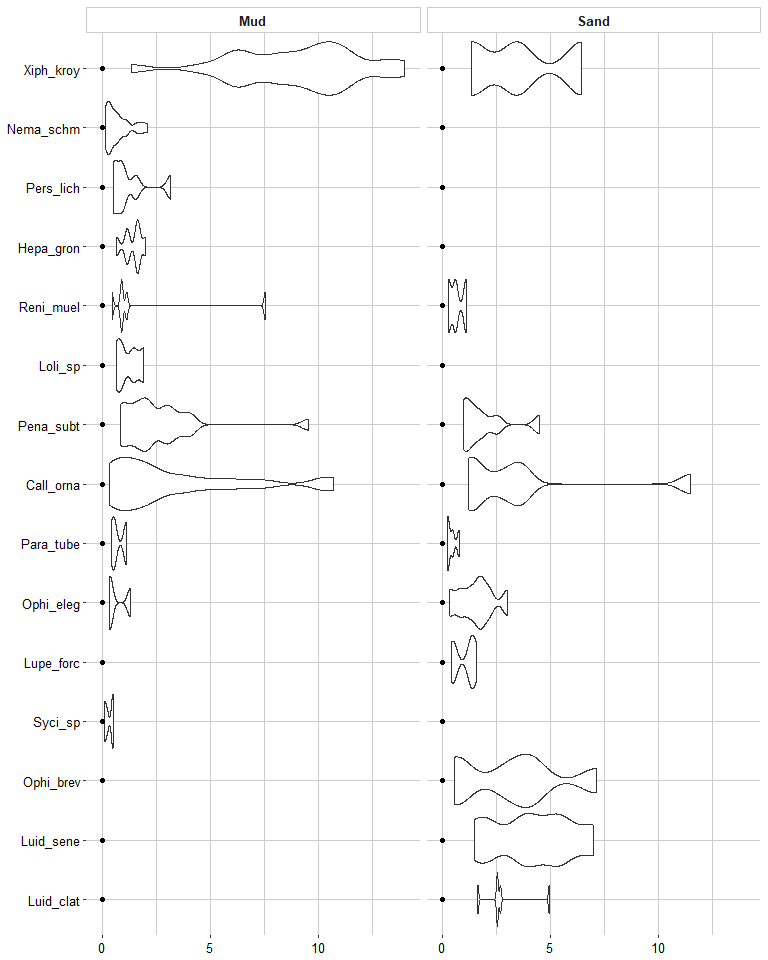 Mud Sand
Xiph_kroy
Nema_schm
Pers_lich
Hepa_gron
Reni_muel
Loli_sp
Pena_subt
Call_orna
Para_tube
Ophi_eleg
Lupe_forc
Syci_sp
Ophi_brev
Luid_sene
Luid_clat
0 5 10 0 5 10